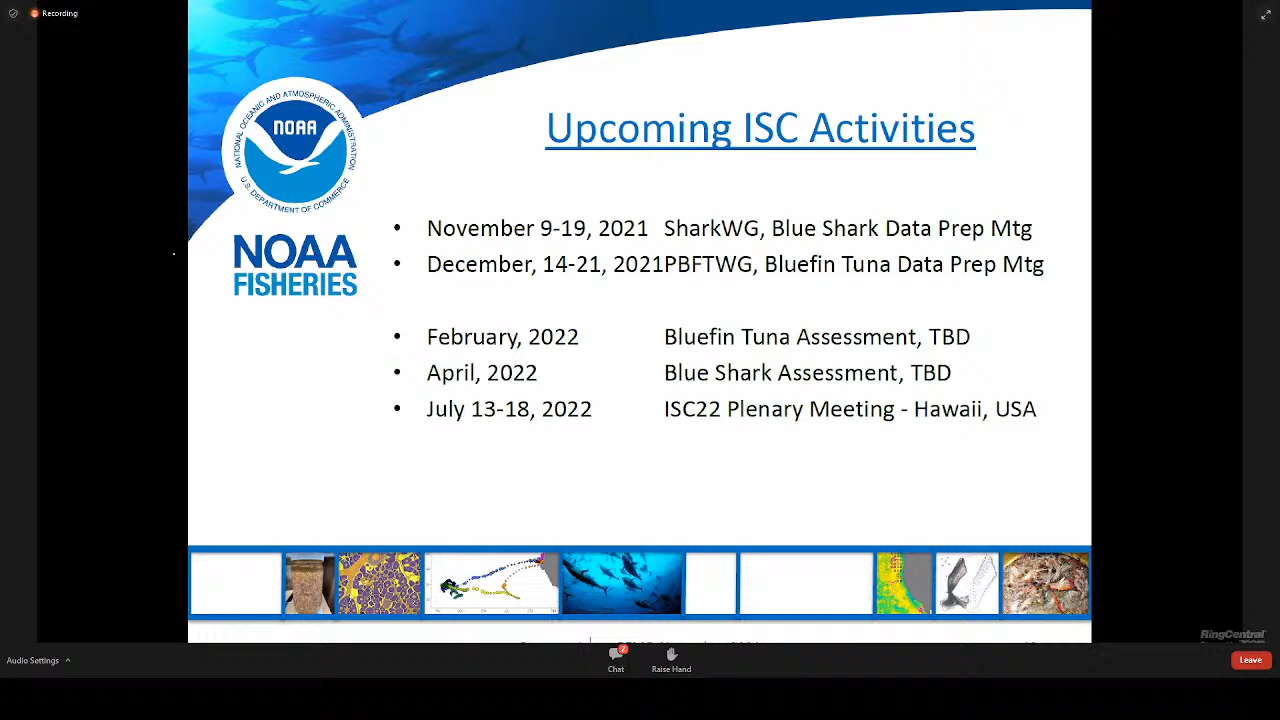 Recording
NATIONAL OCEANIC AND ATMOSPHERIC ADMINISTRATION
NOAA
U.S. DEPARTMENT OF COMMERCE
NOAA
FISHERIES
Upcoming ISC Activities
• November 9-19, 2021 SharkWG, Blue Shark Data Prep Mtg
• December, 14-21, 2021PBFTWG, Bluefin Tuna Data Prep Mtg
• February, 2022 Bluefin Tuna Assessment, TBD
• April, 2022 Blue Shark Assessment, TBD
• July 13-18, 2022 ISC22 Plenary Meeting - Hawaii, USA
RingCentral
Audio Settings
2
Chat
Raise Hand
Leave